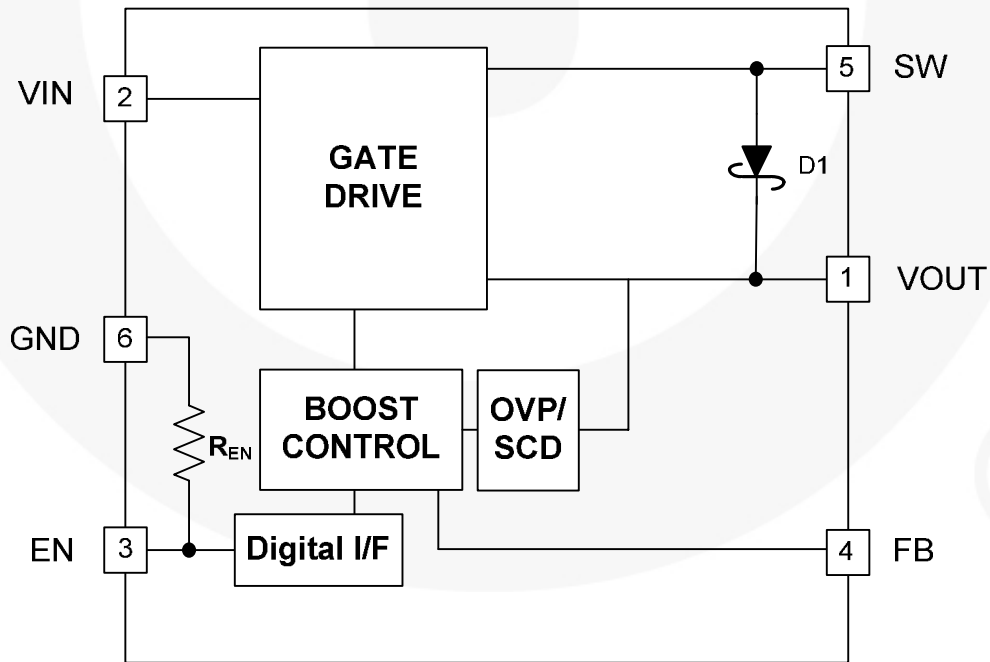 VIN
2
GATE
DRIVE
5
SW
D1
1
VOUT
GND
6
REN
BOOST
CONTROL
OVP/
SCD
EN
3
Digital I/F
4
FB